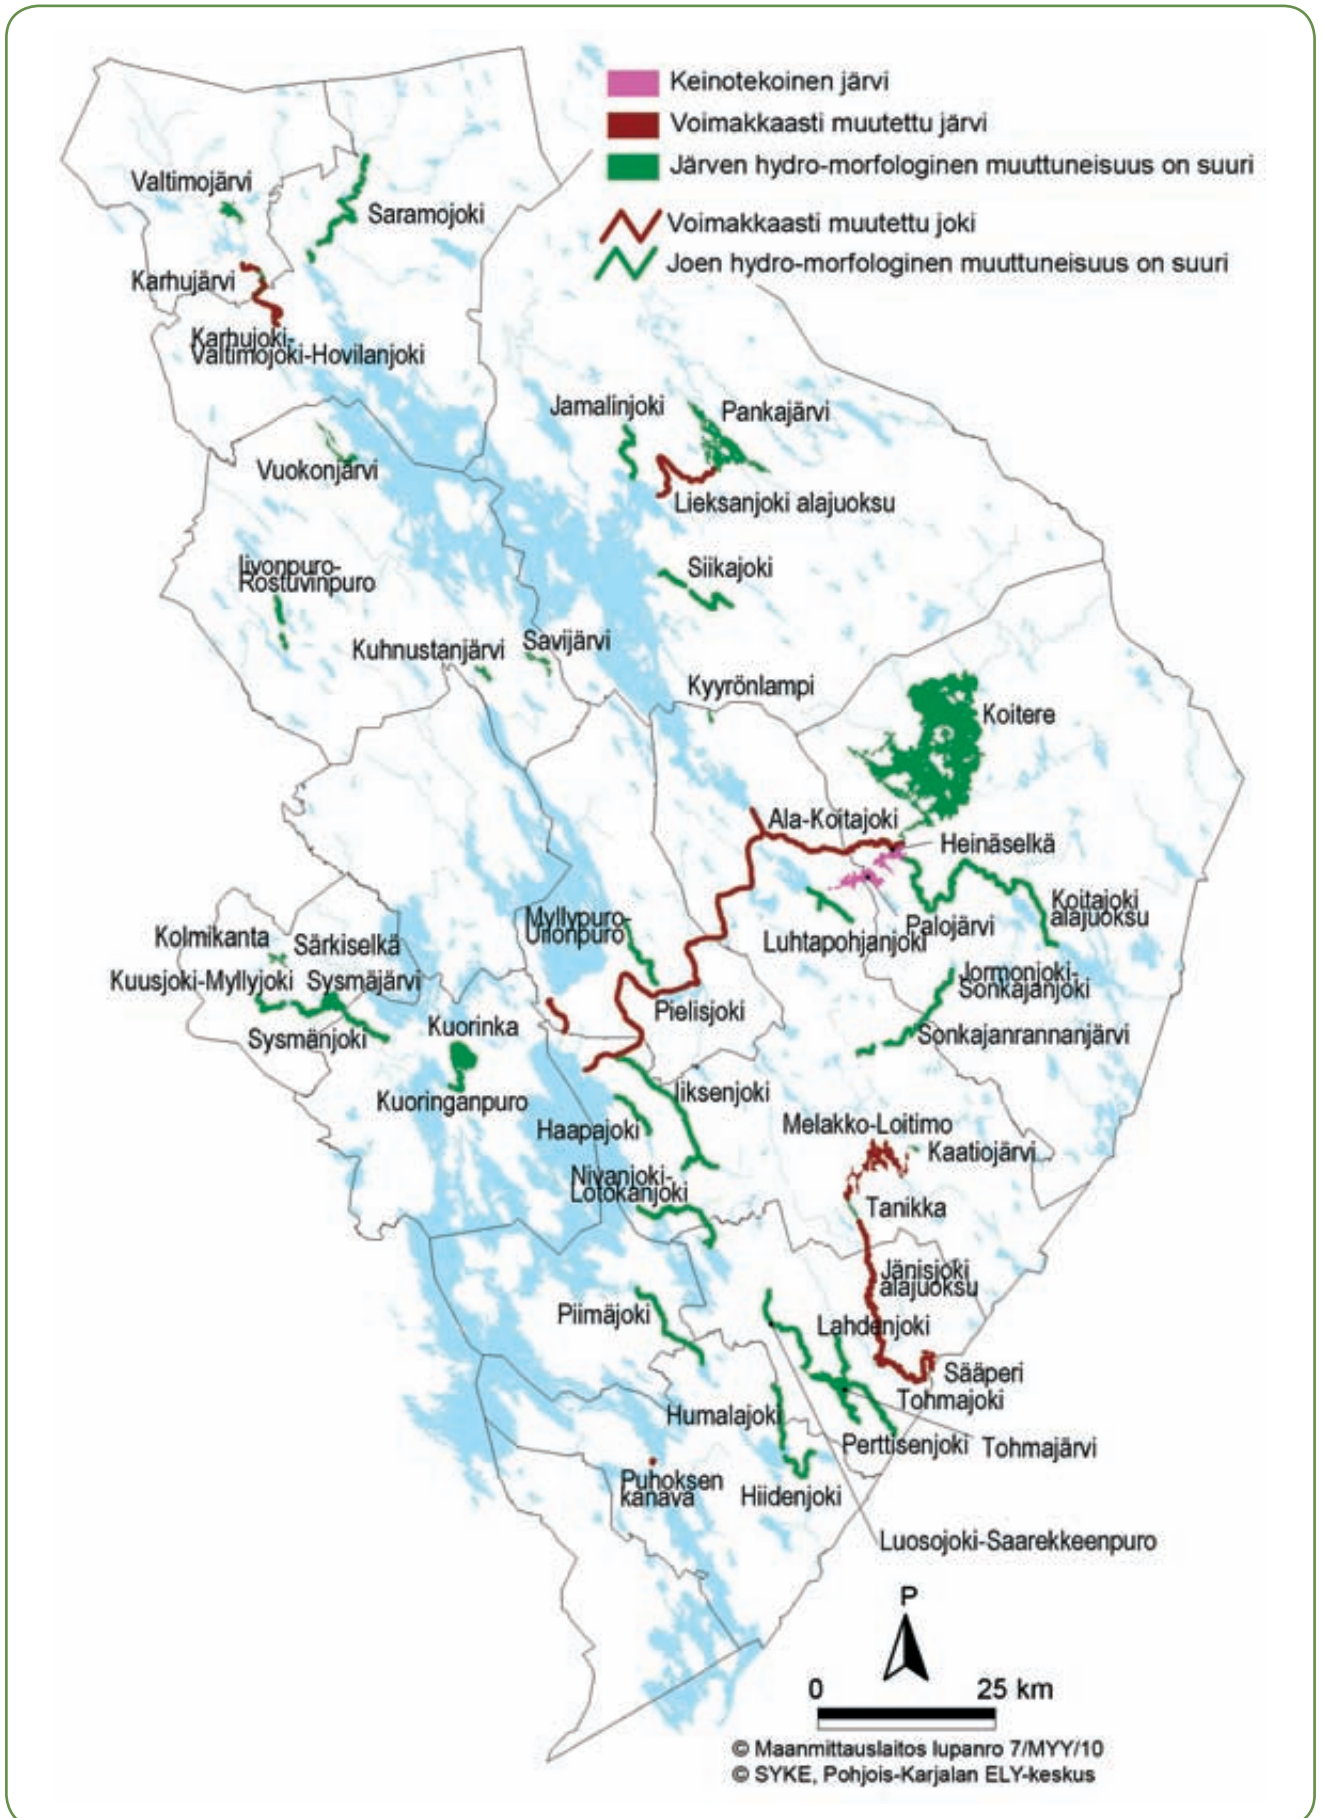 Keinotekoinen järvi
Voimakkaasti muutettu järvi
Järven hydro-morfologinen muuttuneisuus on suuri
Voimakkaasti muutettu joki
Joen hydro-morfologinen muuttuneisuus on suuri
Valtimojärvi
Saramojoki
Karhujärvi
Karhujoki-
Valtimojoki-Hovilanjoki
Jamalinjoki
Pankajärvi
Vuokonjärvi
Lieksanjoki alajuoksu
Iivonpuro-
Rostuvinpuro
Siikajoki
Kuhnustanjärvi
Savijärvi
Kyyrönlampi
Koitere
Ala-Koitajoki
Heinäselkä
Koitajoki
alajuoksu
Palojärvi
Luhtapohjanjoki
Myllypuro-
Uilonpuro
Kolmikanta
Särkiselkä
Kuusjoki-Myllyjoki
Sysmäjärvi
Jormonjoki-
Sonkajanjoki
Pielisjoki
Kuorinka
Sysmänjoki
Sonkajanrannanjärvi
Iiksenjoki
Kuoringanpuro
Haapajoki
Melakko-Loitimo
Kaatiojärvi
Nivanjoki-
Lotokanjoki
Tanikka
Jänisjoki
alajuoksu
Piimäjoki
Lahdenjoki
Sääperi
Tohmajoki
Humalajoki
Perttisenjoki
Tohmajärvi
Puhoksen
kanava
Hiidenjoki
Luosojoki-Saarekkeenpuro
P
0 25 km
© Maanmittauslaitos lupanro 7/MYY/10
© SYKE, Pohjois-Karjalan ELY-keskus